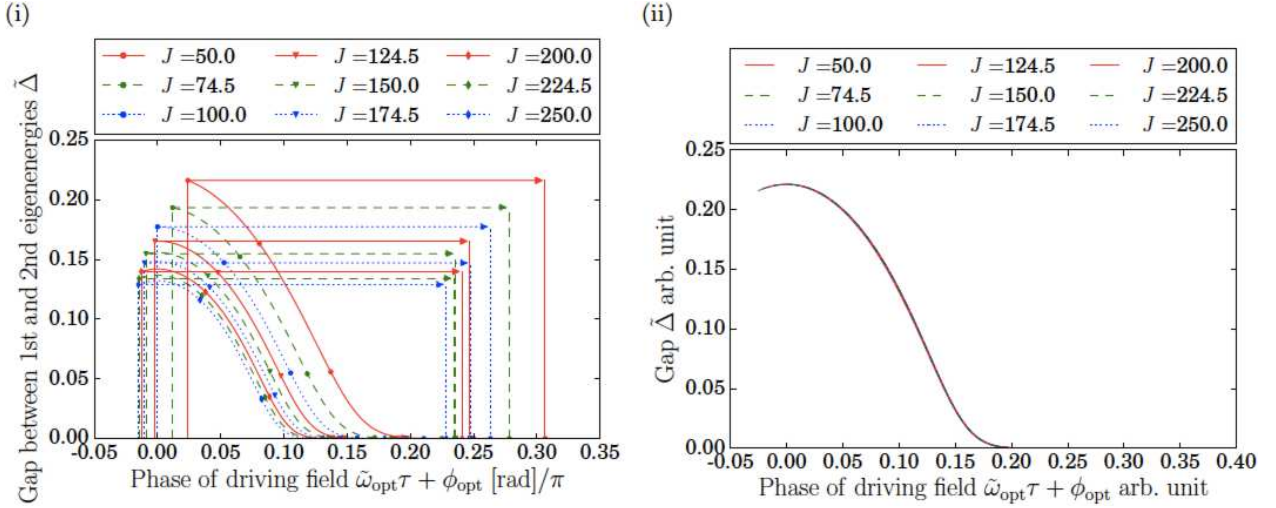 (i)
J =50.0 J =124.5 J =200.0
J =74.5 J =150.0 J =224.5
J =100.0 J =174.5 J =250.0
Gap between 1st and 2nd eigenenergies Δ̃
0.25
0.20
0.15
0.10
0.05
0.00
-0.05 0.00 0.05 0.10 0.15 0.20 0.25 0.30 0.35
Phase of driving field ω̃opt τ + ϕopt [rad]/π
(ii)
J =50.0 J =124.5 J =200.0
J =74.5 J =150.0 J =224.5
J =100.0 J =174.5 J =250.0
Gap Δ̃ arb. unit
0.25
0.20
0.15
0.10
0.05
0.00
-0.05 0.00 0.05 0.10 0.15 0.20 0.25 0.30 0.35 0.40
Phase of driving field ω̃opt τ + ϕopt arb. unit